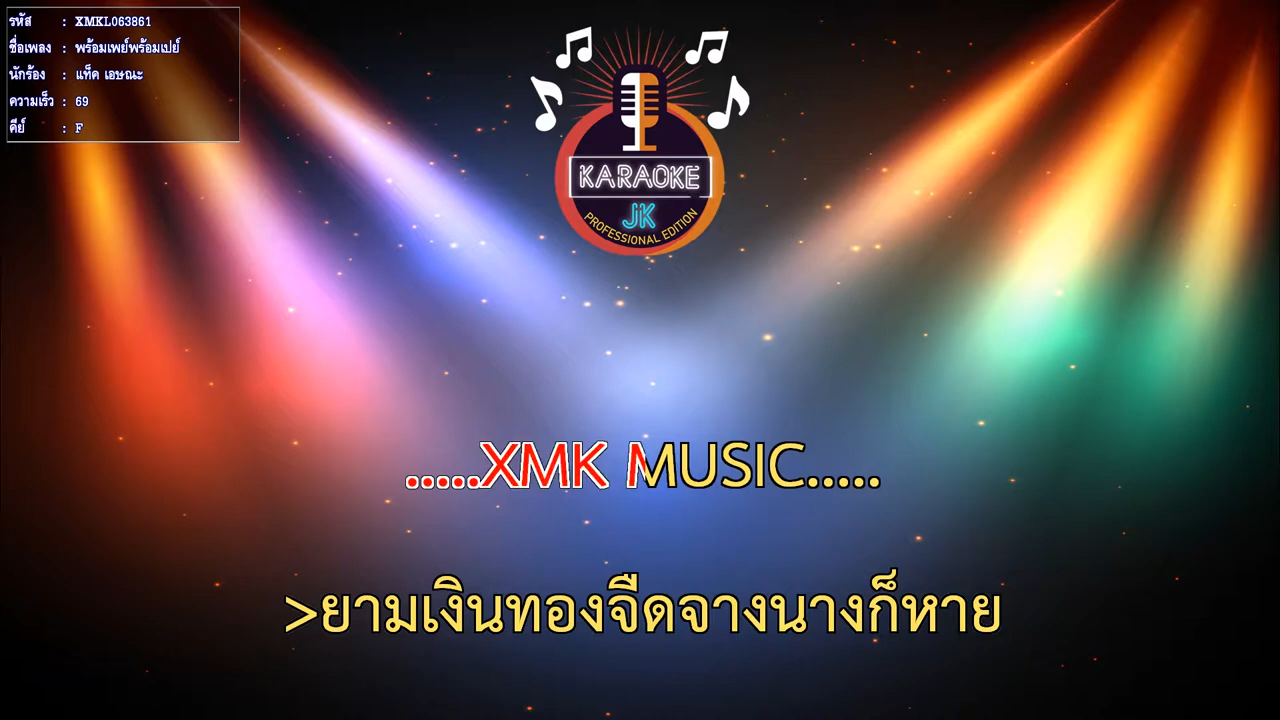 รหัส : XMKL063861
ชื่อเพลง : พร้อมเพย์พร้อมเปย์
นักร้อง : แท็ค เอษณะ
ความเร็ว : 69
คีย์ : F
KARAOKE
JK
PROFESSIONAL EDITION
.....XMK MUSIC.....
>ยามเงินทองจืดจางนางก็หาย